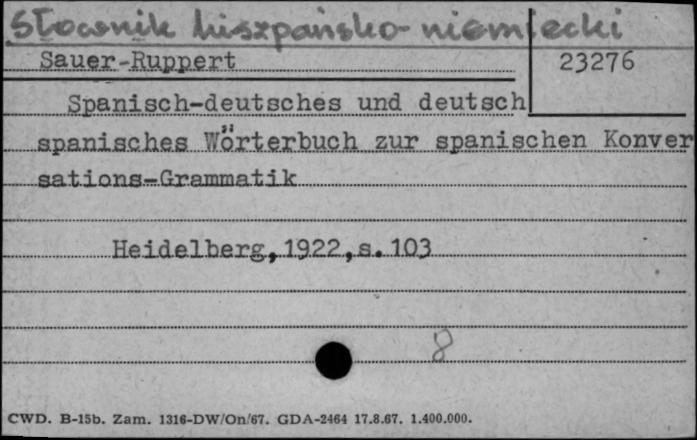 Słownik hiszpańsko-niemiecki
Sauer-Ruppert 23276
Spanisch-deutsches und deutsch
spanisches Wörterbuch zur spanischen Konver
sations-Grammatik
Heidelberg,1922,s.103
8
CWD. B-15b. Zam. 1316-DW/On/67. GDA-2464 17.8.67. 1.400.000.